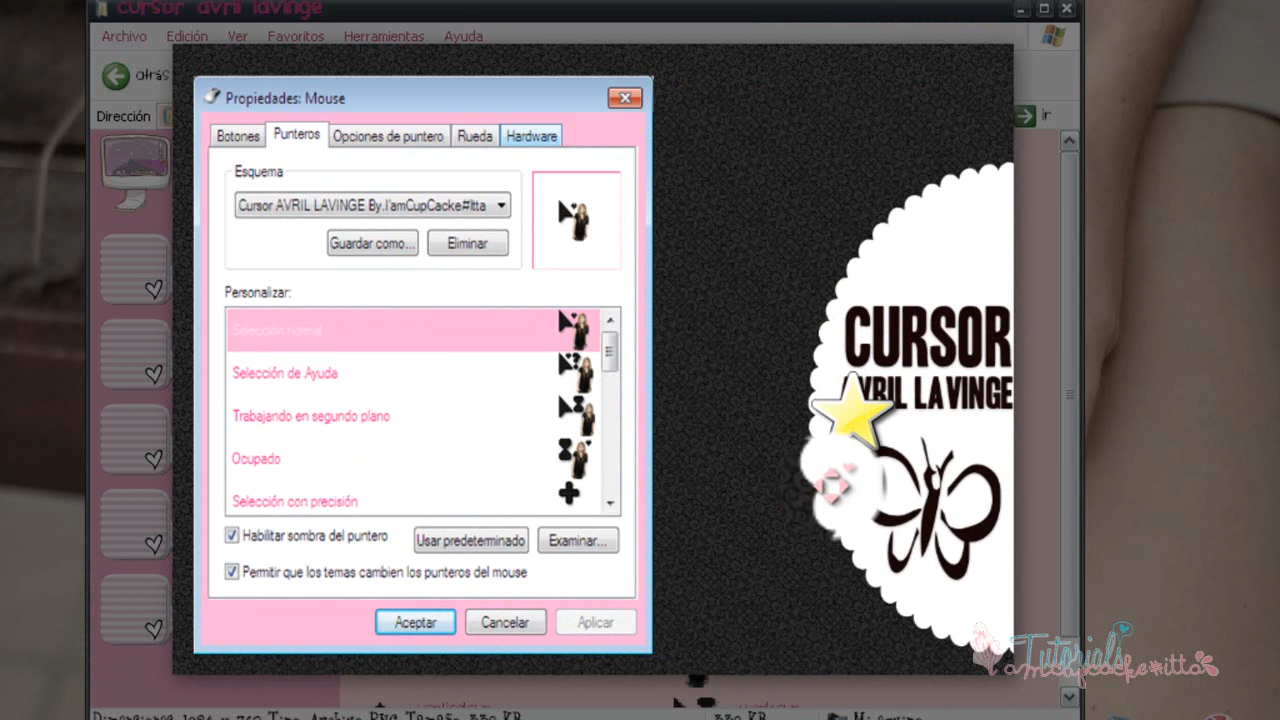 cursor avril lavinge
Archivo Edición Ver Favoritos Herramientas Ayuda
atrás
Dirección
ir
Propiedades: Mouse
Botones Punteros Opciones de puntero Rueda Hardware
Esquema
Cursor AVRIL LAVINGE By.I'amCupCacke#Itta
Guardar como... Eliminar
Personalizar:
Selección normal
Selección de Ayuda
Trabajando en segundo plano
Ocupado
Selección con precisión
Habilitar sombra del puntero
Usar predeterminado Examinar...
Permitir que los temas cambien los punteros del mouse
Aceptar Cancelar Aplicar
CURSOR
AVRIL LAVINGE
Tutorials